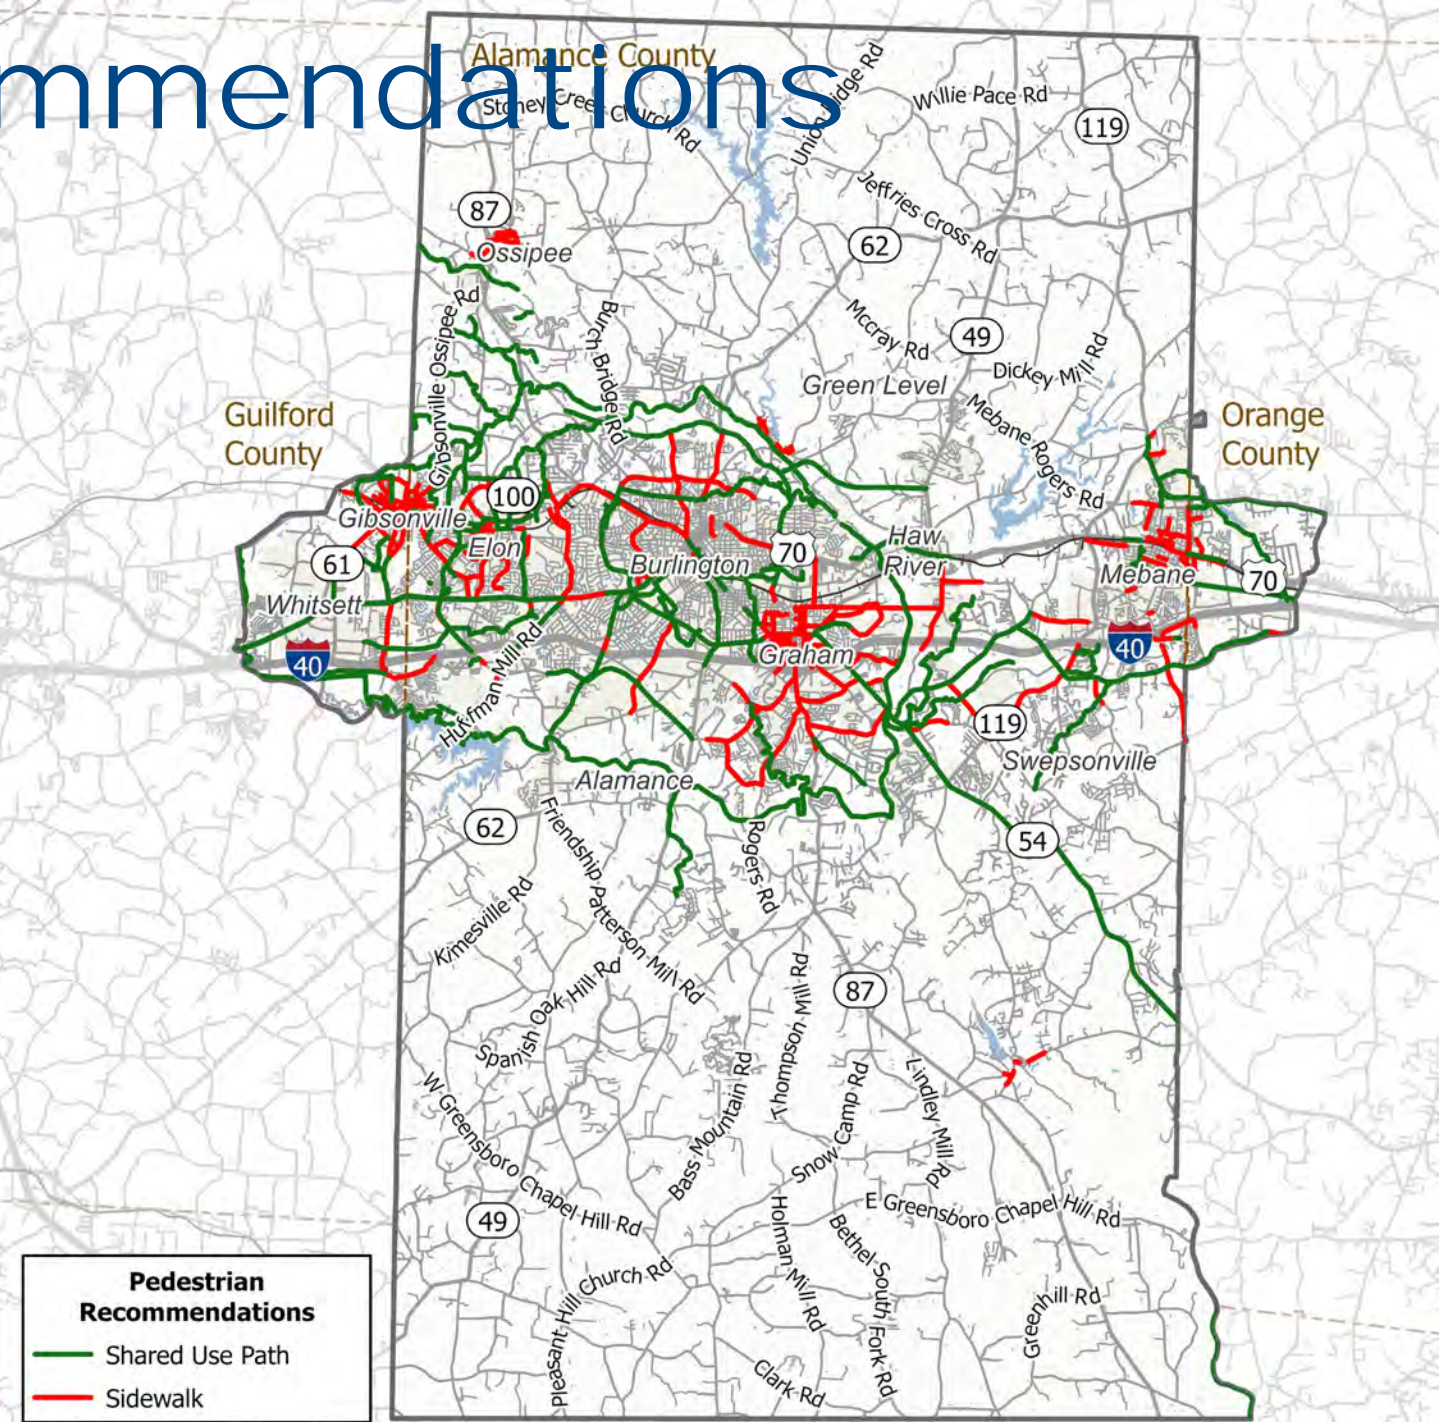 mmendations
Alamance County
Stoney Creek Church Rd
Union Ridge Rd
Willie Pace Rd
119
87
Ossipee
Jeffries Cross Rd
62
Gibsonville Ossipee Rd
Burch Bridge Rd
Mccray Rd
49
Dickey Mill Rd
Green Level
Mebane Rogers Rd
Guilford
County
Orange
County
100
Gibsonville
Elon
61
Burlington
70
Haw
River
Mebane
70
Whitsett
40
Huffman Mill Rd
Graham
40
119
Swepsonville
Alamance
62
Friendship Patterson Mill Rd
Rogers Rd
54
Kimesville Rd
Spanish Oak Hill Rd
Thompson Mill Rd
87
W Greensboro Chapel Hill Rd
Bass Mountain Rd
Snow Camp Rd
Lindley Mill Rd
49
E Greensboro Chapel Hill Rd
Holman Mill Rd
Bethel South Fork Rd
Pleasant Hill Church Rd
Greenhill Rd
Clark Rd
Pedestrian
Recommendations
Shared Use Path
Sidewalk